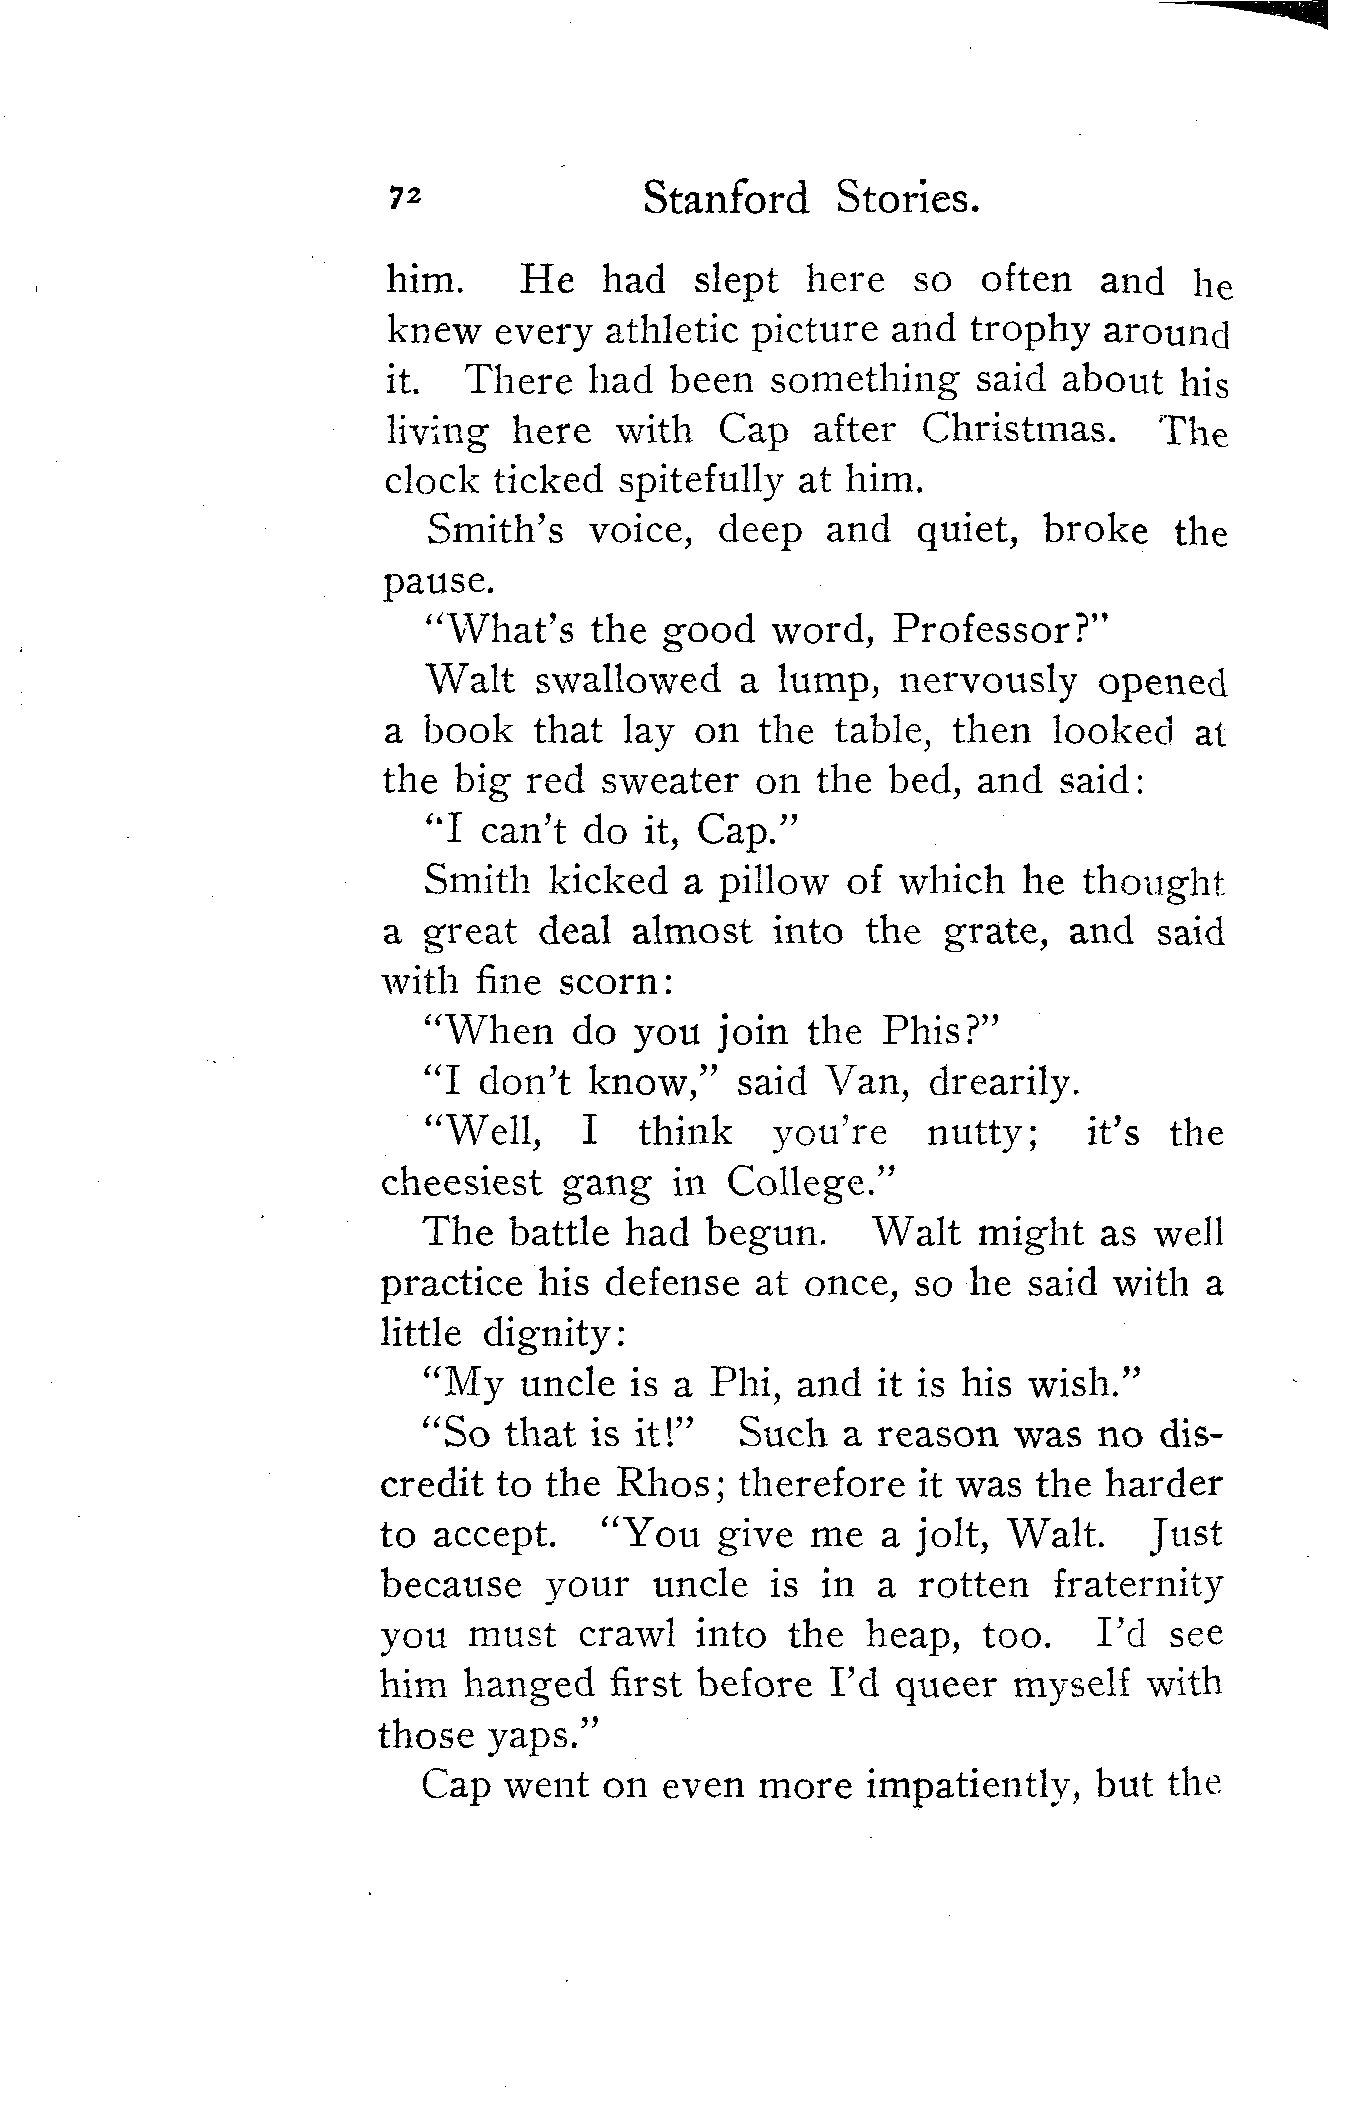 72 Stanford Stories.
him. He had slept here so often and he
knew every athletic picture and trophy around
it. There had been something said about his
living here with Cap after Christmas. The
clock ticked spitefully at him.
Smith's voice, deep and quiet, broke the
pause.
"What's the good word, Professor?"
Walt swallowed a lump, nervously opened
a book that lay on the table, then looked at
the big red sweater on the bed, and said:
"I can't do it, Cap."
Smith kicked a pillow of which he thought
a great deal almost into the grate, and said
with fine scorn:
"When do you join the Phis?"
"I don't know," said Van, drearily.
"Well, I think you're nutty; it's the
cheesiest gang in College."
The battle had begun. Walt might as well
practice his defense at once, so he said with a
little dignity:
"My uncle is a Phi, and it is his wish."
"So that is it!" Such a reason was no dis-
credit to the Rhos; therefore it was the harder
to accept. "You give me a jolt, Walt. Just
because your uncle is in a rotten fraternity
you must crawl into the heap, too. I'd see
him hanged first before I'd queer myself with
those yaps."
Cap went on even more impatiently, but the